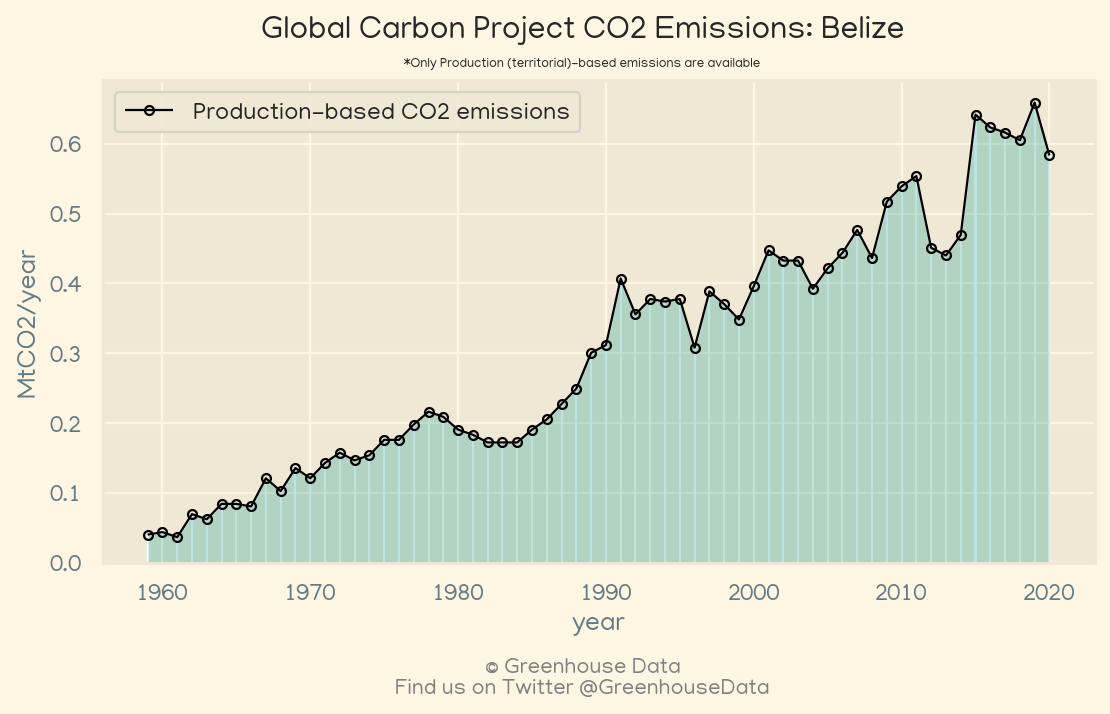 Global Carbon Project CO2 Emissions: Belize
*Only Production (territorial)-based emissions are available
Production-based CO2 emissions
0.6
0.5
0.4
0.3
0.2
0.1
0.0
MtCO2/year
1960 1970 1980 1990 2000 2010 2020
year
© Greenhouse Data
Find us on Twitter @GreenhouseData